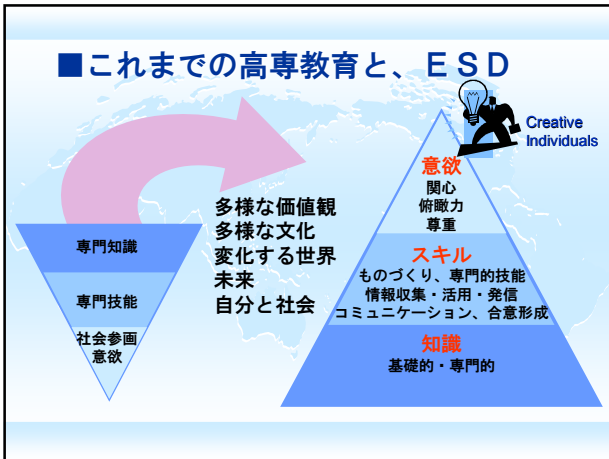 ■これまでの高専教育と、ＥＳＤ
Creative
Individuals
専門知識
専門技能
社会参画
意欲
多様な価値観
多様な文化
変化する世界
未来
自分と社会
意欲
関心
俯瞰力
尊重
スキル
ものづくり、専門的技能
情報収集・活用・発信
コミュニケーション、合意形成
知識
基礎的・専門的